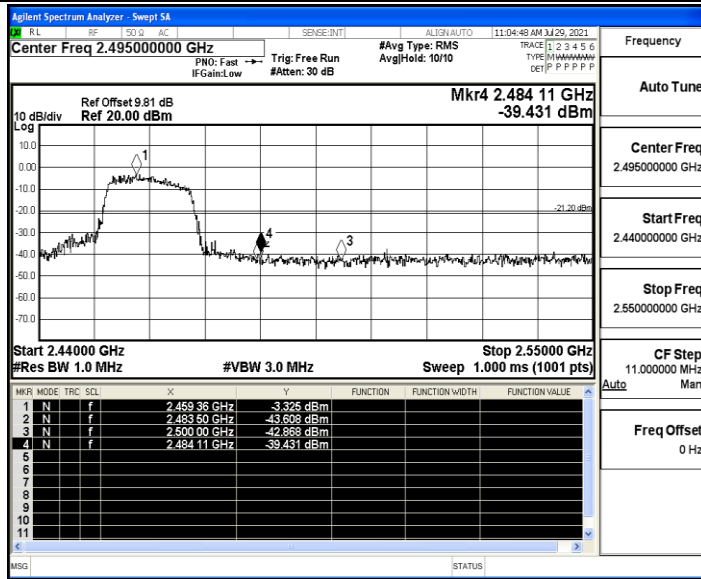 Agilent Spectrum Analyzer - Swept SA
RL RF 50 Ω AC SENSE:INT ALIGNAUTO 11:04:48 AM Jul 29, 2021
Center Freq 2.495000000 GHz
PNO: Fast
IFGain:Low
Trig: Free Run
#Atten: 30 dB
#Avg Type: RMS
Avg|Hold: 10/10
TRACE 1 2 3 4 5 6
TYPE MWWWWW
DET P P P P P P
Ref Offset 9.81 dB
10 dB/div Ref 20.00 dBm
Log
Mkr4 2.484 11 GHz
-39.431 dBm
10.0
0.00
-10.0
-20.0
-30.0
-40.0
-50.0
-60.0
-70.0
1
4
3
-21.20 dBm
Start 2.44000 GHz Stop 2.55000 GHz
#Res BW 1.0 MHz #VBW 3.0 MHz Sweep 1.000 ms (1001 pts)
MKR MODE TRC SCL X Y FUNCTION FUNCTION WIDTH FUNCTION VALUE
1 N f 2.459 36 GHz -3.325 dBm
2 N f 2.483 50 GHz -43.608 dBm
3 N f 2.500 00 GHz -42.868 dBm
4 N f 2.484 11 GHz -39.431 dBm
5
6
7
8
9
10
11
MSG STATUS
Frequency
Auto Tune
Center Freq
2.495000000 GHz
Start Freq
2.440000000 GHz
Stop Freq
2.550000000 GHz
CF Step
11.000000 MHz
Auto Man
Freq Offset
0 Hz